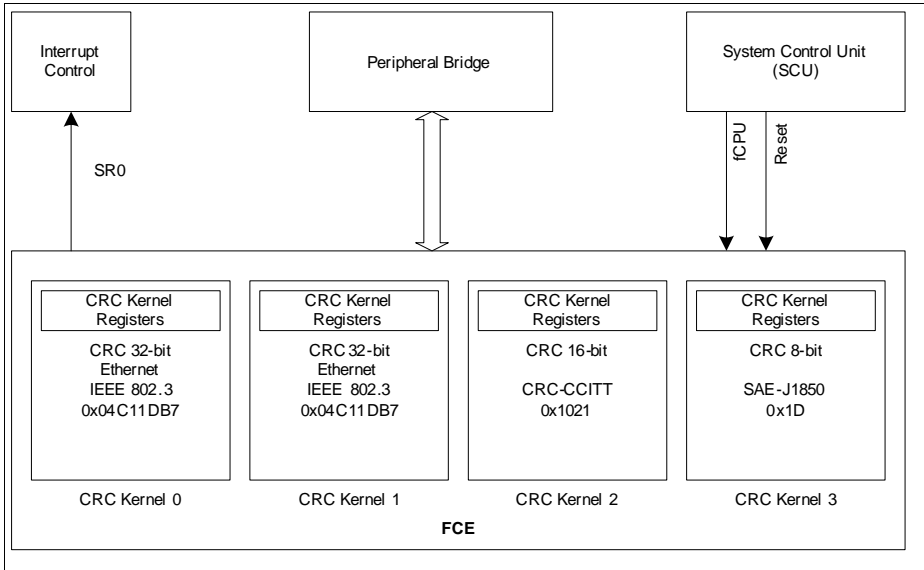 Interrupt
Control
Peripheral Bridge
System Control Unit
(SCU)
SR0
fCPU
Reset
CRC Kernel
Registers
CRC 32-bit
Ethernet
IEEE 802.3
0x04C11DB7
CRC Kernel 0
CRC Kernel
Registers
CRC 32-bit
Ethernet
IEEE 802.3
0x04C11DB7
CRC Kernel 1
CRC Kernel
Registers
CRC 16-bit
CRC-CCITT
0x1021
CRC Kernel 2
CRC Kernel
Registers
CRC 8-bit
SAE-J1850
0x1D
CRC Kernel 3
FCE